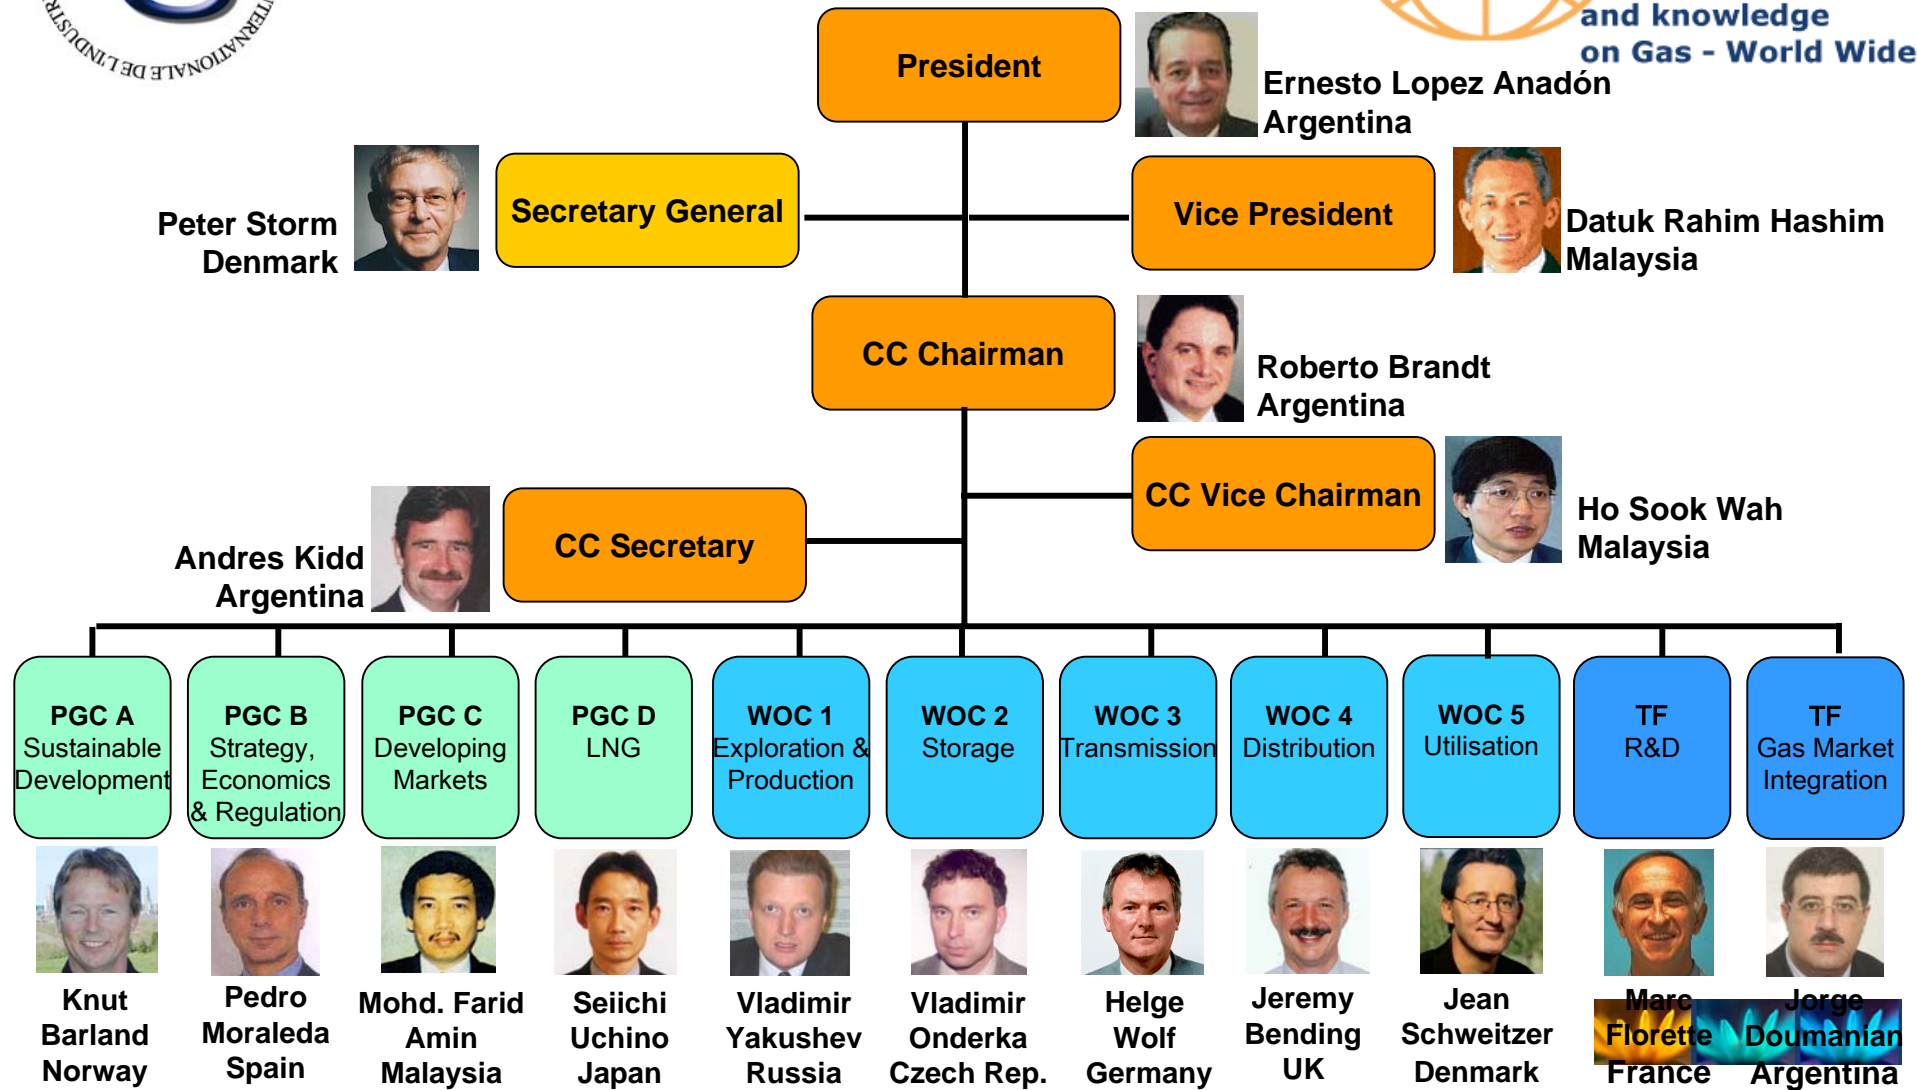 INTERNATIONALE DE L'INDUSTR
and knowledge
on Gas - World Wide
President
Ernesto Lopez Anadón
Argentina
Peter Storm
Denmark
Secretary General
Vice President
Datuk Rahim Hashim
Malaysia
CC Chairman
Roberto Brandt
Argentina
Andres Kidd
Argentina
CC Secretary
CC Vice Chairman
Ho Sook Wah
Malaysia
PGC A
Sustainable
Development
PGC B
Strategy,
Economics
& Regulation
PGC C
Developing
Markets
PGC D
LNG
WOC 1
Exploration &
Production
WOC 2
Storage
WOC 3
Transmission
WOC 4
Distribution
WOC 5
Utilisation
TF
R&D
TF
Gas Market
Integration
Knut
Barland
Norway
Pedro
Moraleda
Spain
Mohd. Farid
Amin
Malaysia
Seiichi
Uchino
Japan
Vladimir
Yakushev
Russia
Vladimir
Onderka
Czech Rep.
Helge
Wolf
Germany
Jeremy
Bending
UK
Jean
Schweitzer
Denmark
Marc
Florette
France
Jorge
Doumanian
Argentina